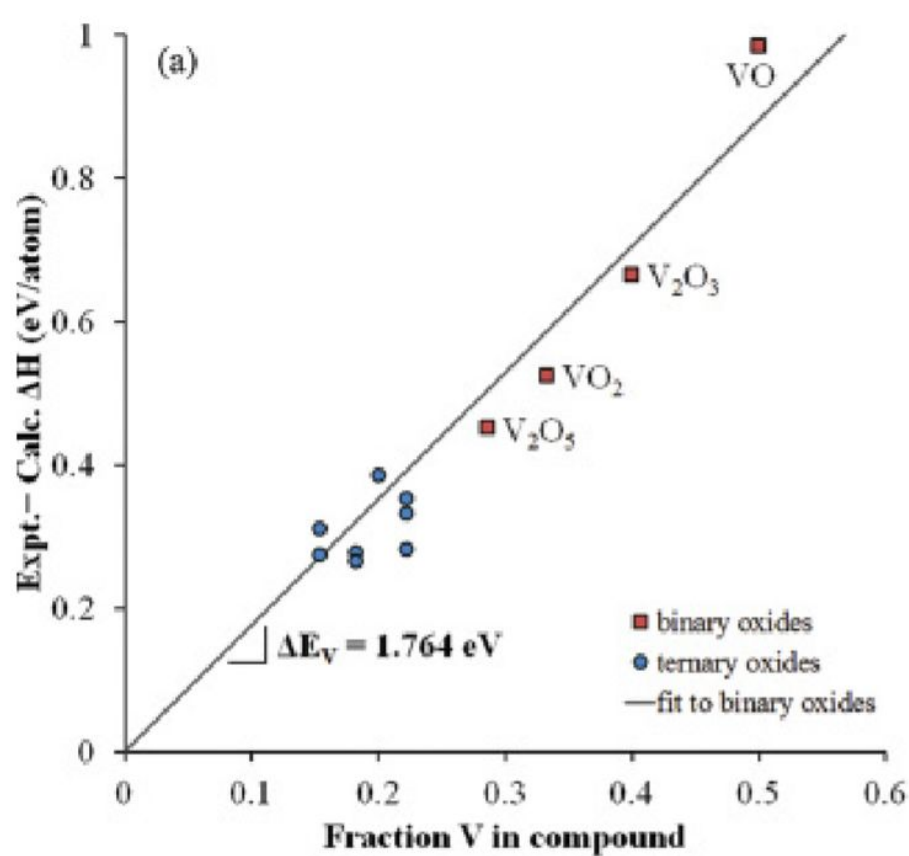 (a)
1
0.8
0.6
0.4
0.2
0
Expt.– Calc. ΔH (eV/atom)
VO
V₂O₃
VO₂
V₂O₅
ΔE_V = 1.764 eV
binary oxides
ternary oxides
fit to binary oxides
0 0.1 0.2 0.3 0.4 0.5 0.6
Fraction V in compound